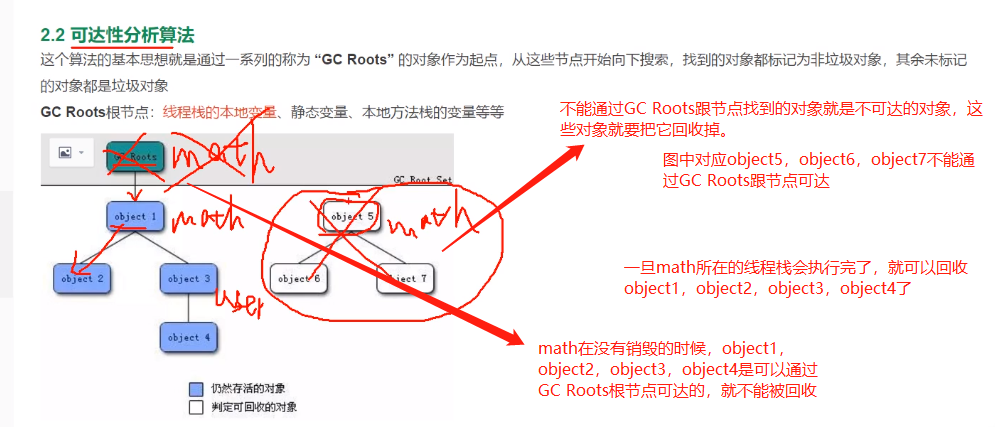 2.2 可达性分析算法
这个算法的基本思想就是通过一系列的称为 “GC Roots” 的对象作为起点，从这些节点开始向下搜索，找到的对象都标记为非垃圾对象，其余未标记
的对象都是垃圾对象
GC Roots根节点：线程栈的本地变量、静态变量、本地方法栈的变量等等
不能通过GC Roots跟节点找到的对象就是不可达的对象，这
些对象就要把它回收掉。
图中对应object5，object6，object7不能通
过GC Roots跟节点可达
GC Roots
math
GC Root Set
object 1
math
object 5
math
object 2
object 3
object 6
object 7
user
object 4
一旦math所在的线程栈会执行完了，就可以回收
object1，object2，object3，object4了
math在没有销毁的时候，object1，
object2，object3，object4是可以通过
GC Roots根节点可达的，就不能被回收
仍然存活的对象
判定可回收的对象